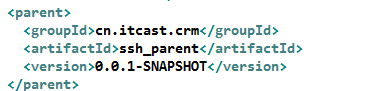 <parent>
<groupId>cn.itcast.crm</groupId>
<artifactId>ssh_parent</artifactId>
<version>0.0.1-SNAPSHOT</version>
</parent>